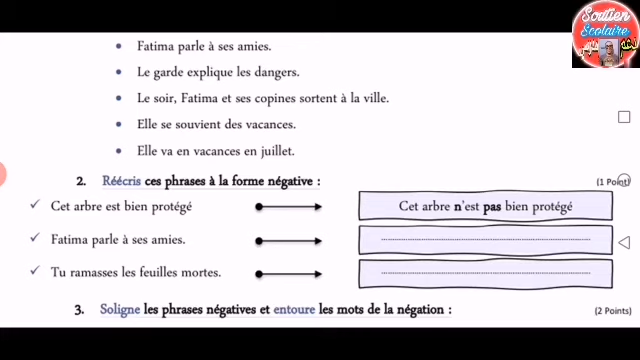 Soutien
Scolaire
Fatima parle à ses amies.
Le garde explique les dangers.
Le soir, Fatima et ses copines sortent à la ville.
Elle se souvient des vacances.
Elle va en vacances en juillet.
2. Réécris ces phrases à la forme négative : (1 Point)
Cet arbre est bien protégé Cet arbre n'est pas bien protégé
Fatima parle à ses amies.
Tu ramasses les feuilles mortes.
3. Soligne les phrases négatives et entoure les mots de la négation : (2 Points)